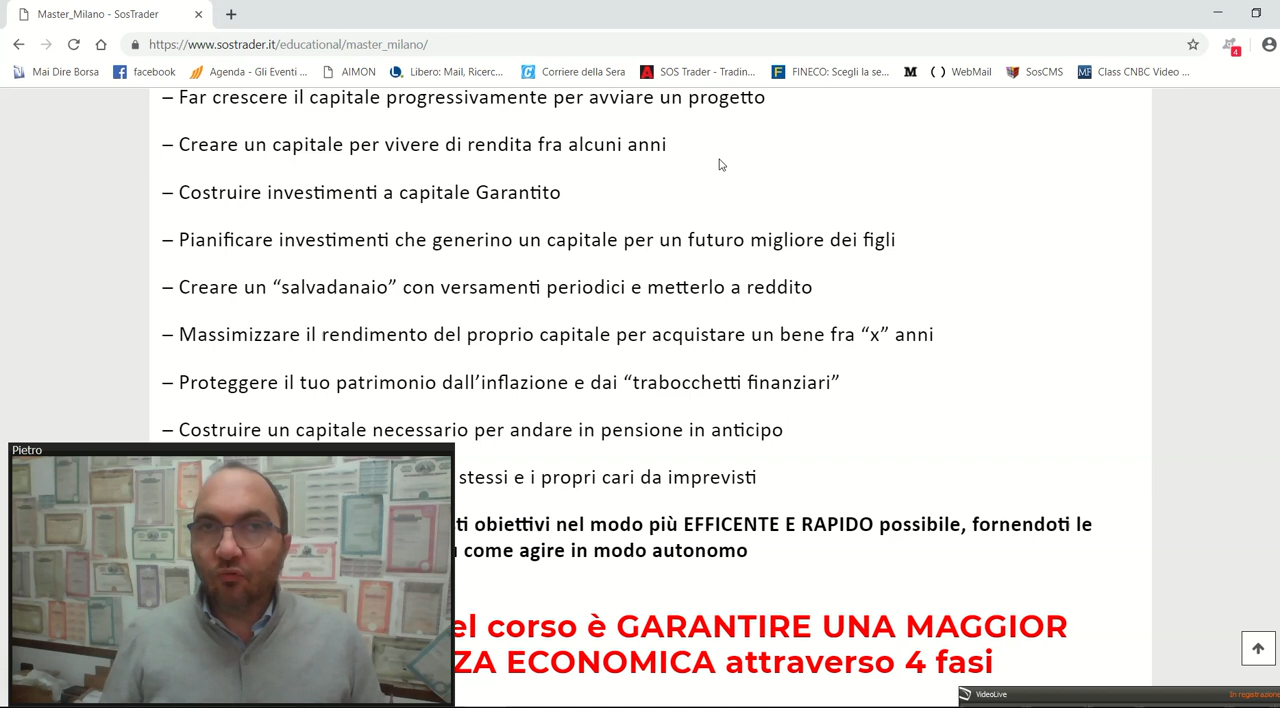 Master_Milano - SosTrader
https://www.sostrader.it/educational/master_milano/
4
Mai Dire Borsa
facebook
Agenda - Gli Eventi ...
AIMON
Libero: Mail, Ricerc...
Corriere della Sera
SOS Trader - Tradin...
FINECO: Scegli la se...
M
WebMail
SosCMS
Class CNBC Video ...
– Far crescere il capitale progressivamente per avviare un progetto
– Creare un capitale per vivere di rendita fra alcuni anni
– Costruire investimenti a capitale Garantito
– Pianificare investimenti che generino un capitale per un futuro migliore dei figli
– Creare un “salvadanaio” con versamenti periodici e metterlo a reddito
– Massimizzare il rendimento del proprio capitale per acquistare un bene fra “x” anni
– Proteggere il tuo patrimonio dall’inflazione e dai “trabocchetti finanziari”
– Costruire un capitale necessario per andare in pensione in anticipo
Pietro
stessi e i propri cari da imprevisti
ti obiettivi nel modo più EFFICENTE E RAPIDO possibile, fornendoti le
come agire in modo autonomo
el corso è GARANTIRE UNA MAGGIOR
ZA ECONOMICA attraverso 4 fasi
VideoLive
In registrazione